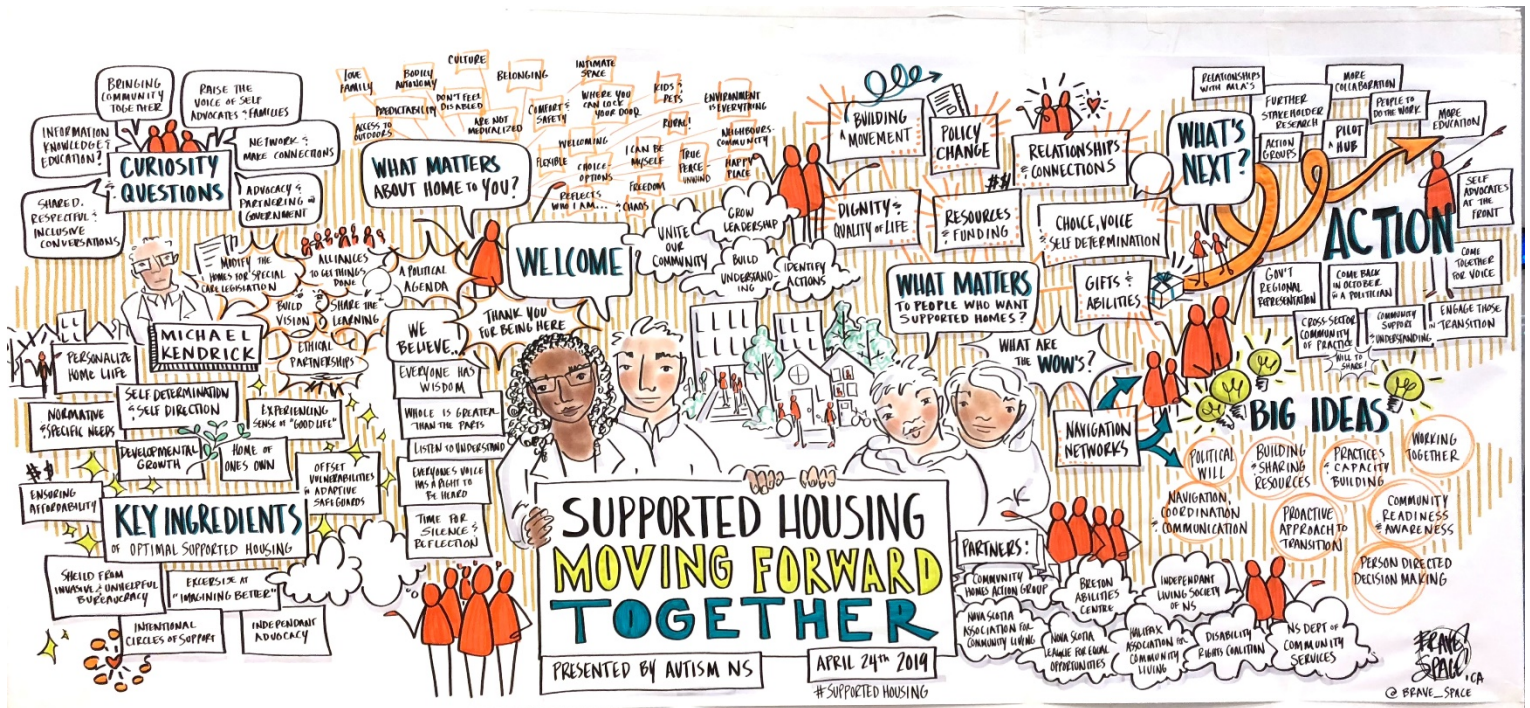 BRINGING
COMMUNITY
TOGETHER
RAISE THE
VOICE OF SELF
ADVOCATES & FAMILIES
INFORMATION
KNOWLEDGE &
EDUCATION?
NETWORK &
MAKE CONNECTIONS
CURIOSITY
& QUESTIONS
SHARED,
RESPECTFUL &
INCLUSIVE
CONVERSATIONS
ADVOCACY &
PARTNERING
GOVERNMENT
MODIFY THE
HOMES FOR SPECIAL
CARE LEGISLATION
ALLIANCES
TO GET THINGS
DONE
BUILD
VISION
SHARE THE
LEARNING
ETHICAL
PARTNERSHIPS
MICHAEL
KENDRICK
PERSONALIZE
HOME LIFE
SELF DETERMINATION
& SELF DIRECTION
NORMATIVE
& SPECIFIC NEEDS
EXPERIENCING
SENSE OF "GOOD LIFE"
DEVELOPMENTAL
GROWTH
HOME OF
ONES OWN
$$
ENSURING
AFFORDABILITY
OFFSET
VULNERABILITIES
& ADAPTIVE
SAFEGUARDS
KEY INGREDIENTS
OF OPTIMAL SUPPORTED HOUSING
SHEILD FROM
INVASIVE & UNHELPFUL
BUREAUCRACY
EXCERSISE AT
"IMAGINING BETTER"
INTENTIONAL
CIRCLES OF SUPPORT
INDEPENDANT
ADVOCACY
WHAT MATTERS
ABOUT HOME TO YOU?
LOVE
FAMILY
BODILY
AUTONOMY
CULTURE
BELONGING
INTIMATE
SPACE
PREDICTABILITY
DON'T FEEL
DISABLED
ACCESS TO
OUTDOORS
ARE NOT
MEDICALIZED
COMFORT &
SAFETY
WHERE YOU
CAN LOCK
YOUR DOOR
KIDS &
PETS
ENVIRONMENT
IS EVERYTHING
RURAL!
NEIGHBOURS -
COMMUNITY
WELCOMING
FLEXIBLE
CHOICE -
OPTIONS
I CAN BE
MYSELF
TRUE
PEACE
UNWIND
HAPPY
PLACE
REFLECTS
WHO I AM...
FREEDOM
& CHAOS
A POLITICAL
AGENDA
THANK YOU
FOR BEING HERE
WELCOME
UNITE
OUR
COMMUNITY
GROW
LEADERSHIP
BUILD
UNDERSTAND-
ING
IDENTIFY
ACTIONS
WE
BELIEVE..
EVERYONE HAS
WISDOM
WHOLE IS GREATER
THAN THE PARTS
LISTEN TO UNDERSTAND
EVERYONE'S VOICE
HAS A RIGHT TO
BE HEARD
TIME FOR
SILENCE &
REFLECTION
SUPPORTED HOUSING
MOVING FORWARD
TOGETHER
PRESENTED BY AUTISM NS
APRIL 24TH 2019
#SUPPORTEDHOUSING
BUILDING
A MOVEMENT
POLICY
CHANGE
RELATIONSHIPS
& CONNECTIONS
DIGNITY &
QUALITY OF LIFE
$$
RESOURCES
& FUNDING
CHOICE, VOICE
& SELF DETERMINATION
WHAT MATTERS
TO PEOPLE WHO WANT
SUPPORTED HOMES?
GIFTS &
ABILITIES
WHAT ARE
THE WOW'S?
NAVIGATION
NETWORKS
WHAT'S
NEXT?
RELATIONSHIPS
WITH MLA'S
MORE
COLLABORATION
FURTHER
STAKEHOLDER
RESEARCH
PEOPLE TO
DO THE WORK
MORE
EDUCATION
ACTION
GROUPS
PILOT
A HUB
SELF
ADVOCATES
AT THE
FRONT
ACTION
COME
TOGETHER
FOR VOICE
GOV'T
REGIONAL
REPRESENTATION
COME BACK
IN OCTOBER
& A POLITICIAN
CROSS-SECTOR
COMMUNITY
OF PRACTICE
COMMUNITY
SUPPORT
& UNDERSTANDING
ENGAGE THOSE
IN TRANSITION
WILL TO
SHARE!
BIG IDEAS
POLITICAL
WILL
BUILDING
& SHARING
RESOURCES
PRACTICES
& CAPACITY
BUILDING
WORKING
TOGETHER
NAVIGATION,
COORDINATION
& COMMUNICATION
PROACTIVE
APPROACH TO
TRANSITION
COMMUNITY
READINESS
& AWARENESS
PERSON DIRECTED
DECISION MAKING
PARTNERS:
COMMUNITY
HOMES ACTION GROUP
BRETON
ABILITIES
CENTRE
INDEPENDANT
LIVING SOCIETY
OF NS
NOVA SCOTIA
ASSOCIATION FOR
COMMUNITY LIVING
NOVA SCOTIA
LEAGUE FOR EQUAL
OPPORTUNITIES
HALIFAX
ASSOCIATION FOR
COMMUNITY
LIVING
DISABILITY
RIGHTS COALITION
NS DEPT OF
COMMUNITY
SERVICES
BRAVE
SPACE.CA
@BRAVE_SPACE